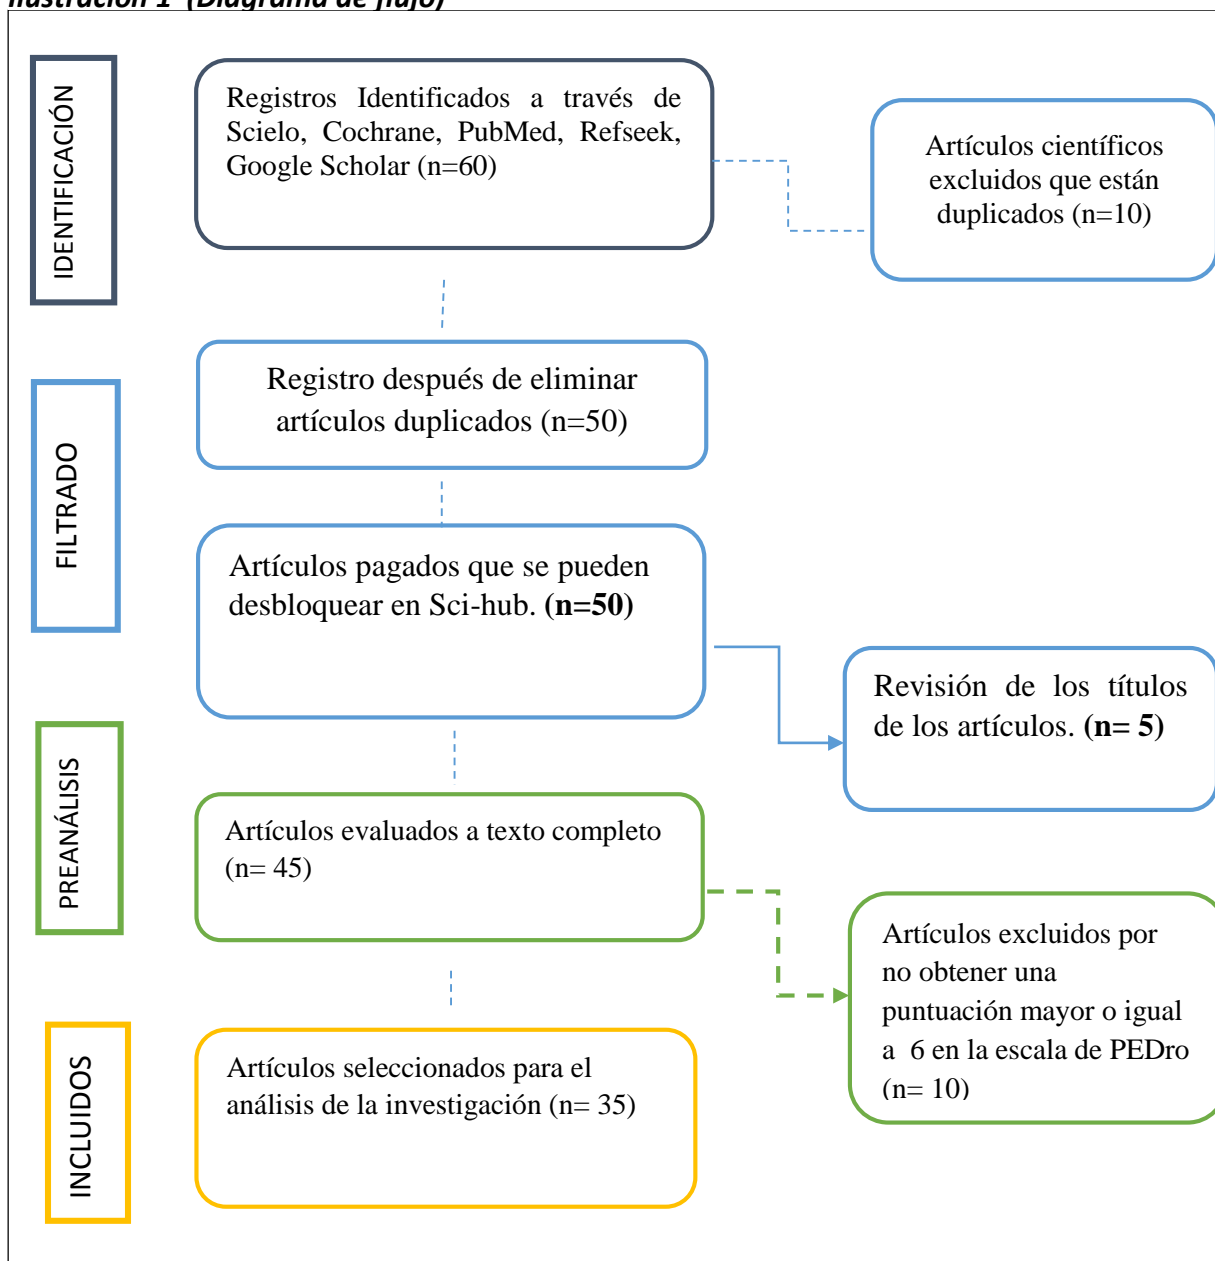 Ilustración 1 (Diagrama de flujo)
IDENTIFICACIÓN
Registros Identificados a través de
Scielo, Cochrane, PubMed, Refseek,
Google Scholar (n=60)
Artículos científicos
excluidos que están
duplicados (n=10)
FILTRADO
Registro después de eliminar
artículos duplicados (n=50)
Artículos pagados que se pueden
desbloquear en Sci-hub. (n=50)
Revisión de los títulos
de los artículos. (n= 5)
PREANÁLISIS
Artículos evaluados a texto completo
(n= 45)
Artículos excluidos por
no obtener una
puntuación mayor o igual
a 6 en la escala de PEDro
(n= 10)
INCLUIDOS
Artículos seleccionados para el
análisis de la investigación (n= 35)